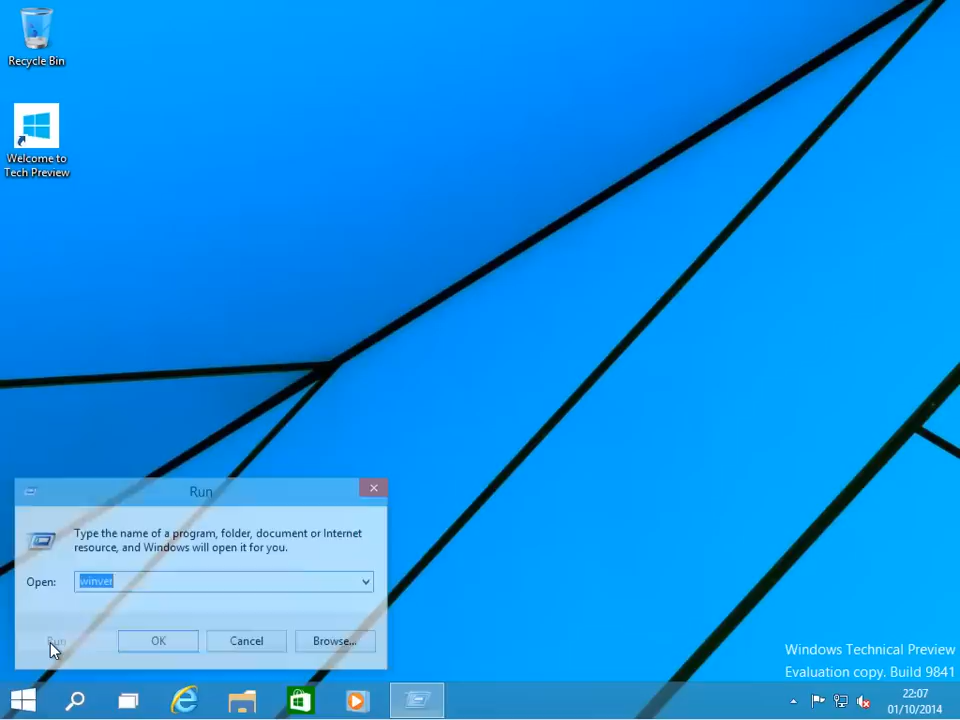 Recycle Bin
Welcome to
Tech Preview
Run
Type the name of a program, folder, document or Internet
resource, and Windows will open it for you.
Open:
winver
Run
OK
Cancel
Browse...
Windows Technical Preview
Evaluation copy. Build 9841
22:07
01/10/2014